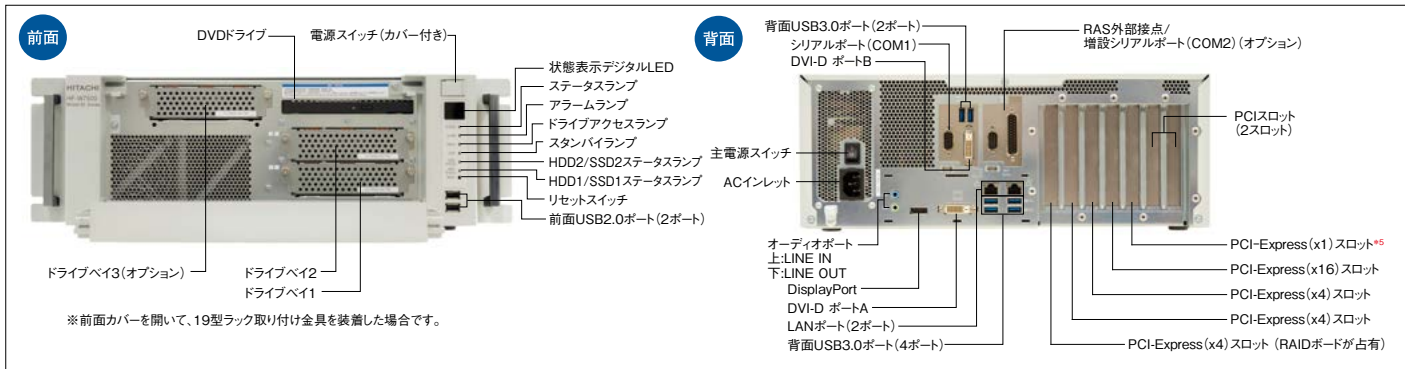 前面
DVDドライブ
電源スイッチ(カバー付き)
HITACHI
状態表示デジタルLED
ステータスランプ
アラームランプ
ドライブアクセスランプ
スタンバイランプ
HDD2/SSD2ステータスランプ
HDD1/SSD1ステータスランプ
リセットスイッチ
前面USB2.0ポート(2ポート)
ドライブベイ3(オプション)
ドライブベイ2
ドライブベイ1
※前面カバーを開いて、19型ラック取り付け金具を装着した場合です。
背面
背面USB3.0ポート(2ポート)
シリアルポート(COM1)
DVI-D ポートB
RAS外部接点/
増設シリアルポート(COM2)(オプション)
PCIスロット
(2スロット)
主電源スイッチ
ACインレット
オーディオポート
上:LINE IN
下:LINE OUT
DisplayPort
DVI-D ポートA
LANポート(2ポート)
背面USB3.0ポート(4ポート)
PCI-Express(x1)スロット*5
PCI-Express(x16)スロット
PCI-Express(x4)スロット
PCI-Express(x4)スロット
PCI-Express(x4)スロット (RAIDボードが占有)